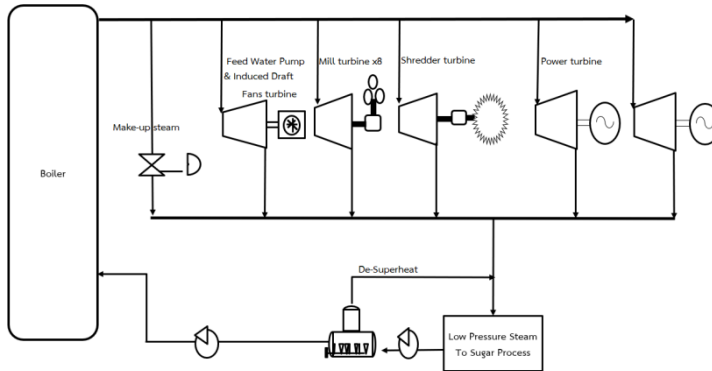 Feed Water Pump
& Induced Draft
Fans turbine
Mill turbine x8
Shredder turbine
Power turbine
Make-up steam
Boiler
De-Superheat
Low Pressure Steam
To Sugar Process